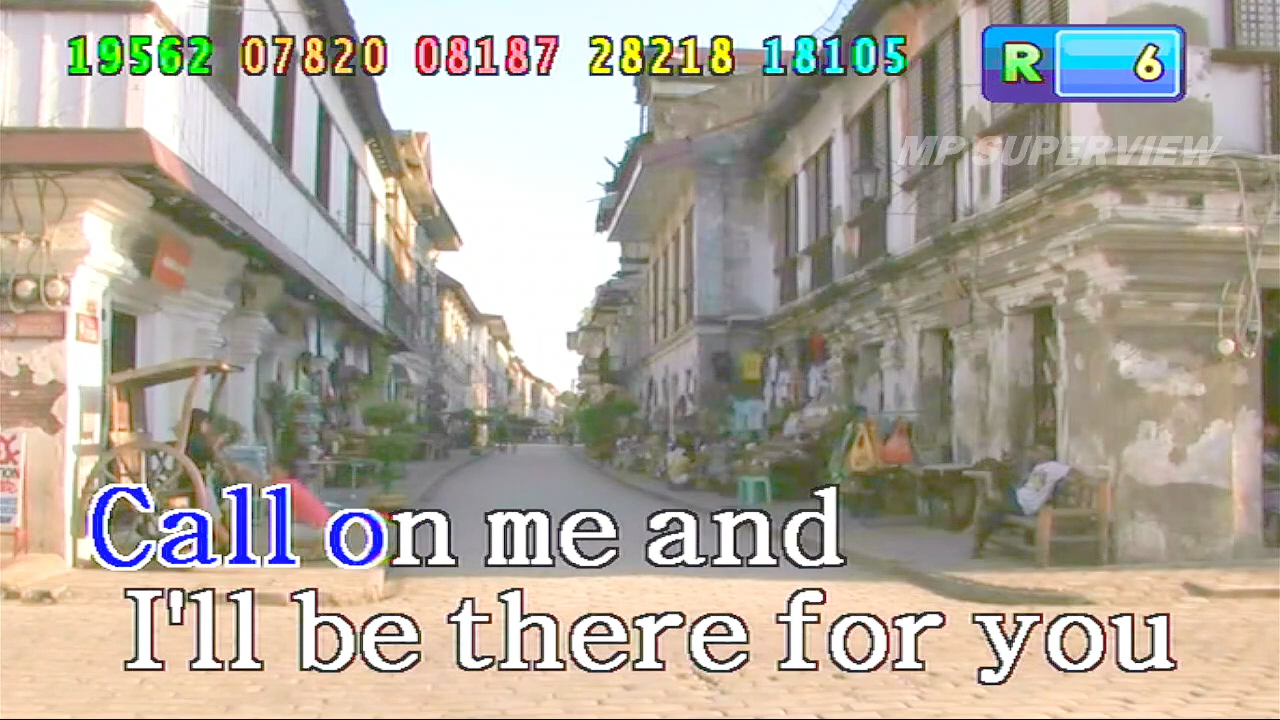 19562 07820 08187 28218 18105
R 6
MP SUPERVIEW
Call on me and
I'll be there for you